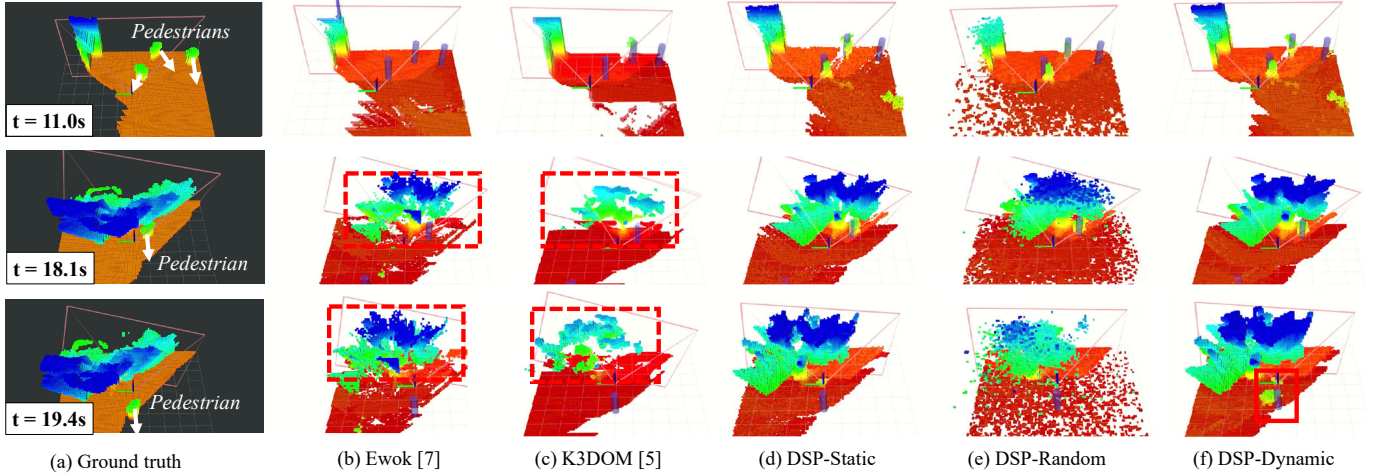 Pedestrians
t = 11.0s
t = 18.1s
Pedestrian
Pedestrian
t = 19.4s
(a) Ground truth
(b) Ewok [7]
(c) K3DOM [5]
(d) DSP-Static
(e) DSP-Random
(f) DSP-Dynamic